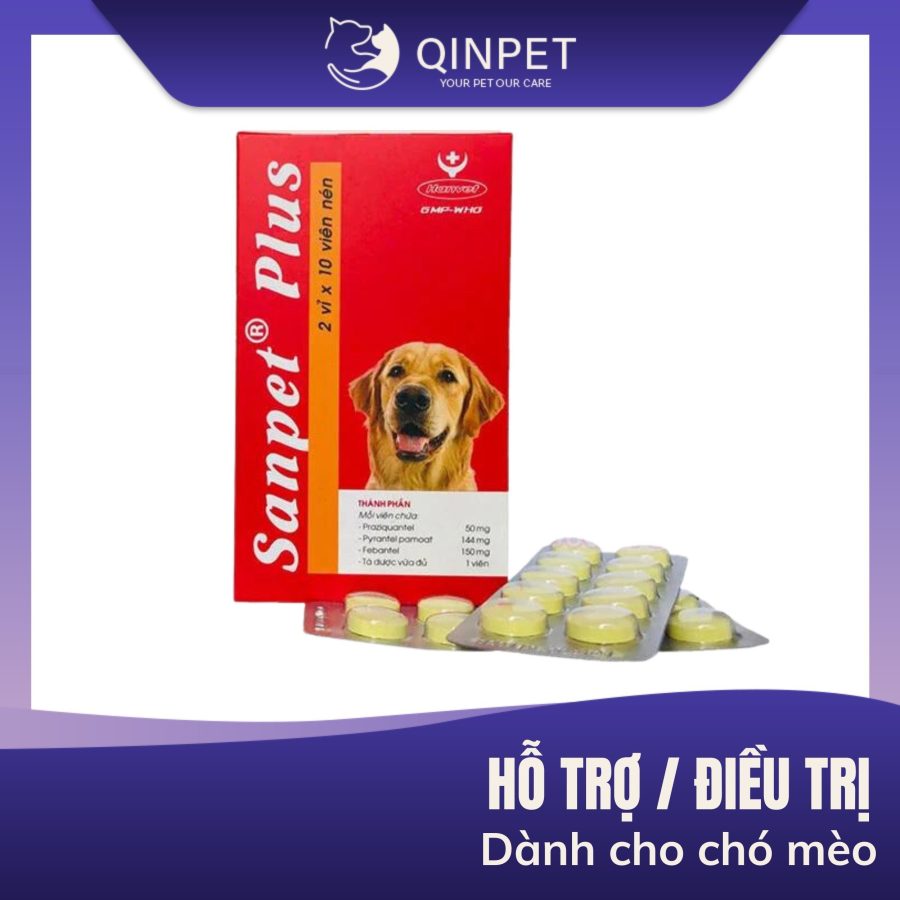 QINPET
YOUR PET OUR CARE
Sanpet® Plus
2 vỉ x 10 viên nén
Hanvet
GMP-WHO
THÀNH PHẦN
Mỗi viên chứa:
- Praziquantel 50 mg
- Pyrantel pamoat 144 mg
- Febantel 150 mg
- Tá dược vừa đủ 1 viên
HỖ TRỢ / ĐIỀU TRỊ
Dành cho chó mèo